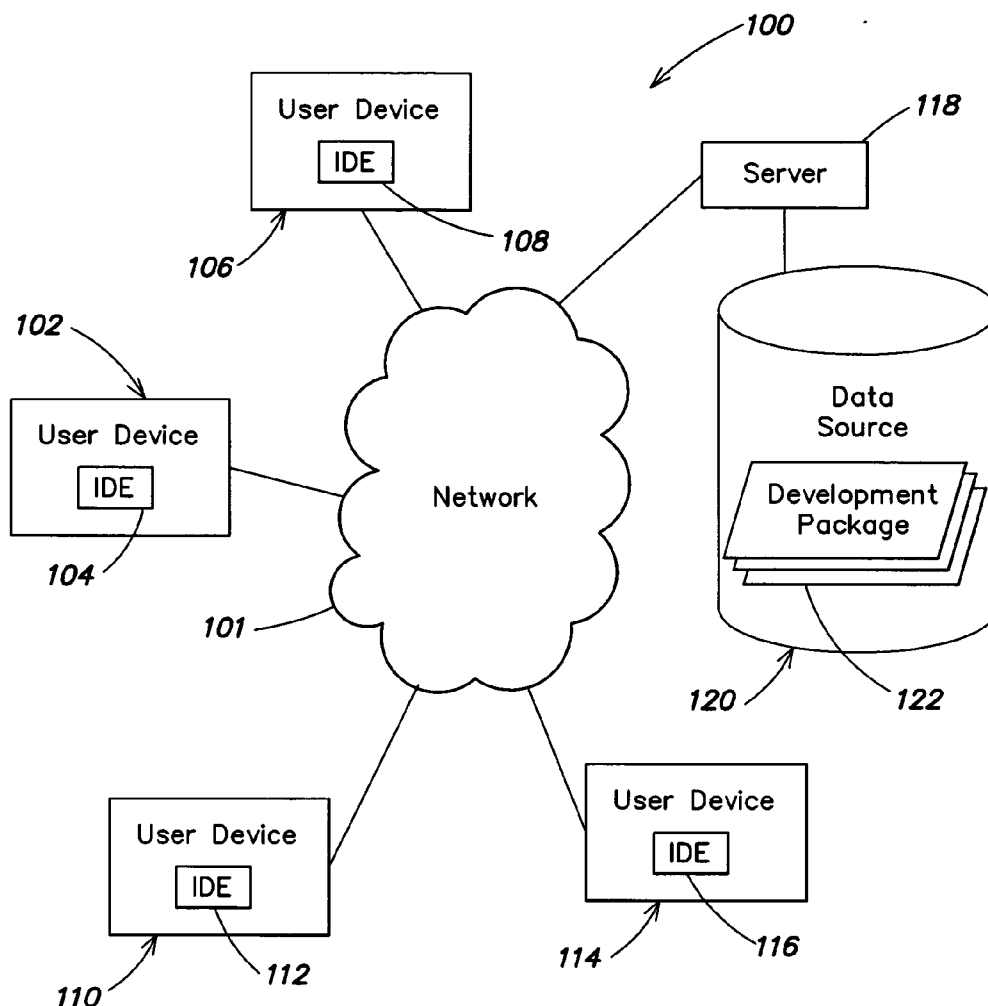 100
User Device
IDE
118
Server
108
106
102
User Device
IDE
104
Data
Source
Network
Development
Package
101
120
122
User Device
IDE
User Device
IDE
114
116
110
112